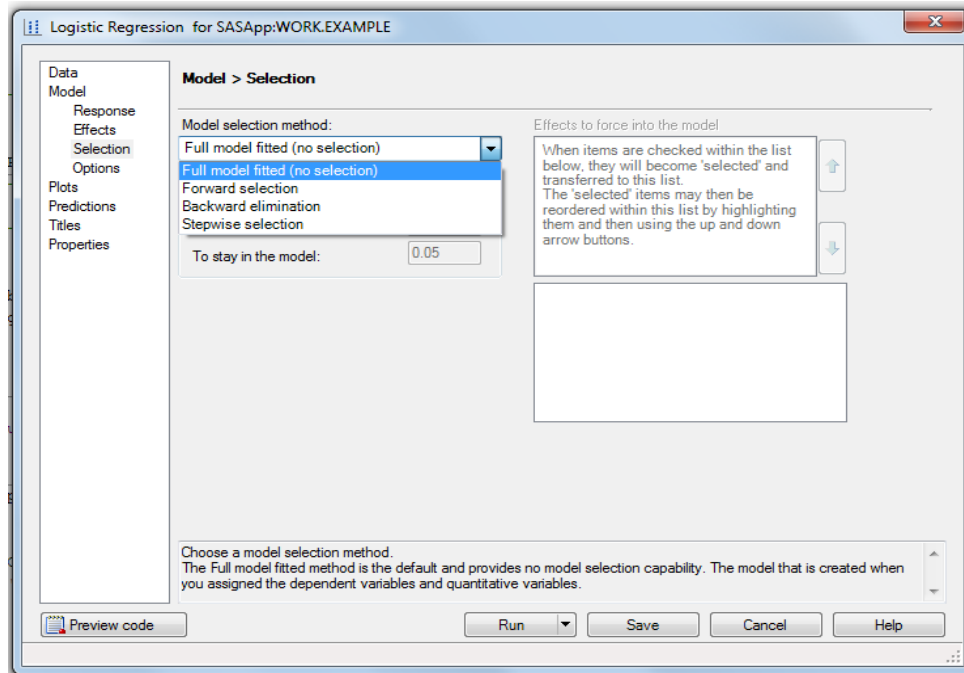 Logistic Regression for SASApp:WORK.EXAMPLE
Data
Model
Response
Effects
Selection
Options
Plots
Predictions
Titles
Properties
Model > Selection
Model selection method:
Full model fitted (no selection)
Full model fitted (no selection)
Forward selection
Backward elimination
Stepwise selection
To stay in the model:
0.05
Effects to force into the model
When items are checked within the list
below, they will become 'selected' and
transferred to this list.
The 'selected' items may then be
reordered within this list by highlighting
them and then using the up and down
arrow buttons.
Choose a model selection method.
The Full model fitted method is the default and provides no model selection capability. The model that is created when
you assigned the dependent variables and quantitative variables.
Preview code
Run
Save
Cancel
Help